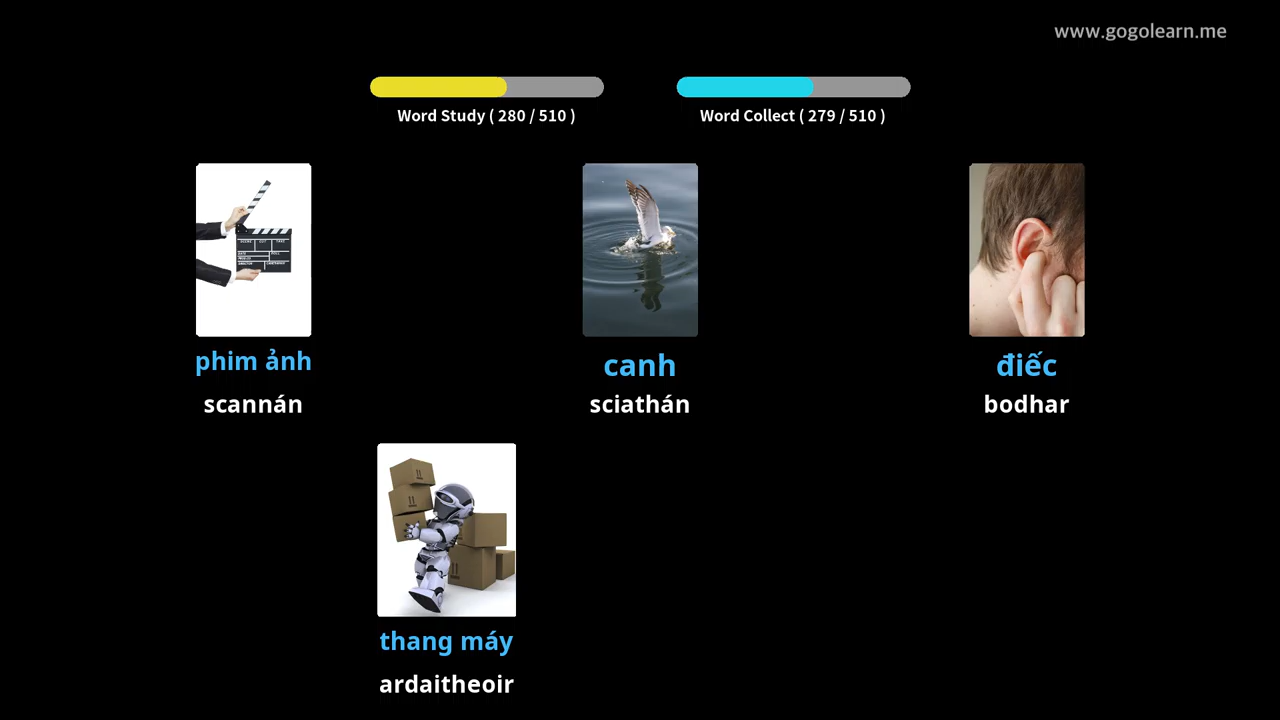 www.gogolearn.me
Word Study ( 280 / 510 )
Word Collect ( 279 / 510 )
phim ảnh
scannán
canh
sciathán
điếc
bodhar
thang máy
ardaitheoir